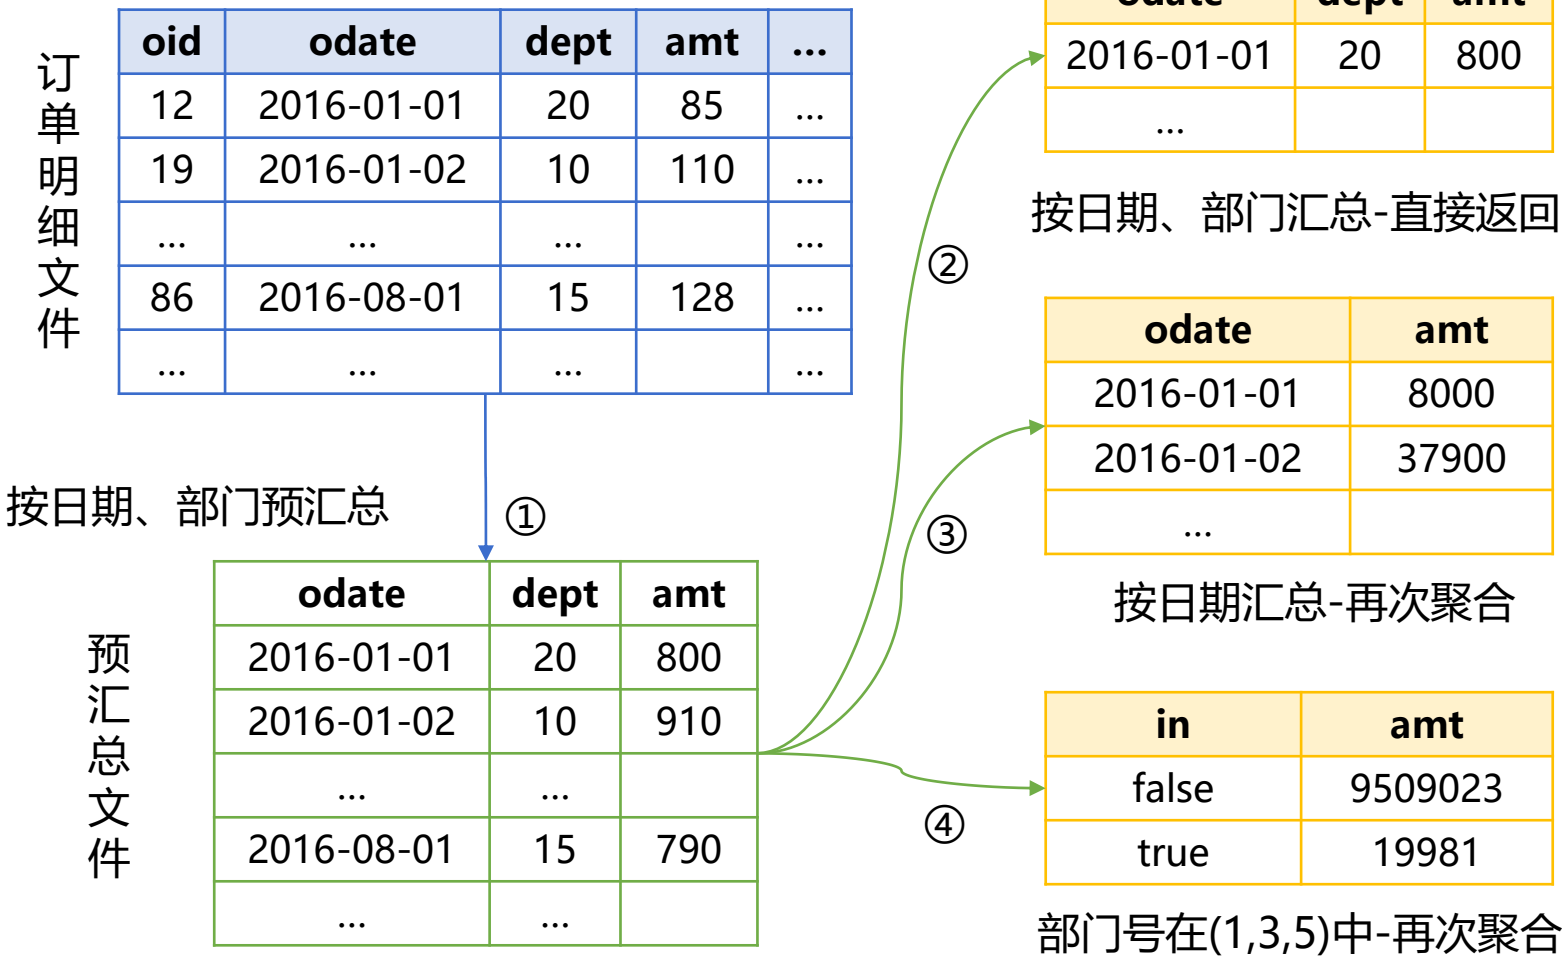 订单明细文件
oid odate dept amt ...
12 2016-01-01 20 85 ...
19 2016-01-02 10 110 ...
... ... ... ...
86 2016-08-01 15 128 ...
... ... ... ...
按日期、部门预汇总
①
预汇总文件
odate dept amt
2016-01-01 20 800
2016-01-02 10 910
... ...
2016-08-01 15 790
... ...
②
odate dept amt
2016-01-01 20 800
...
按日期、部门汇总-直接返回
③
odate amt
2016-01-01 8000
2016-01-02 37900
...
按日期汇总-再次聚合
④
in amt
false 9509023
true 19981
部门号在(1,3,5)中-再次聚合